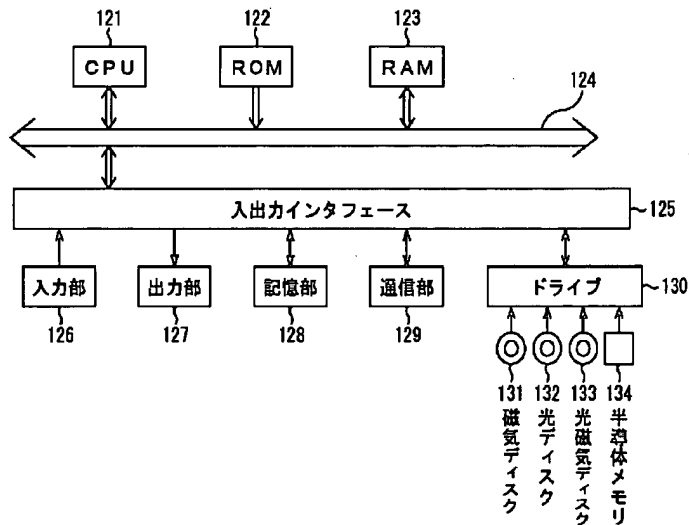 121
122
123
CPU
ROM
RAM
124
入出力インタフェース
125
入力部
出力部
記憶部
通信部
ドライブ
130
126
127
128
129
131
132
133
134
磁気ディスク
光ディスク
光磁気ディスク
半導体メモリ